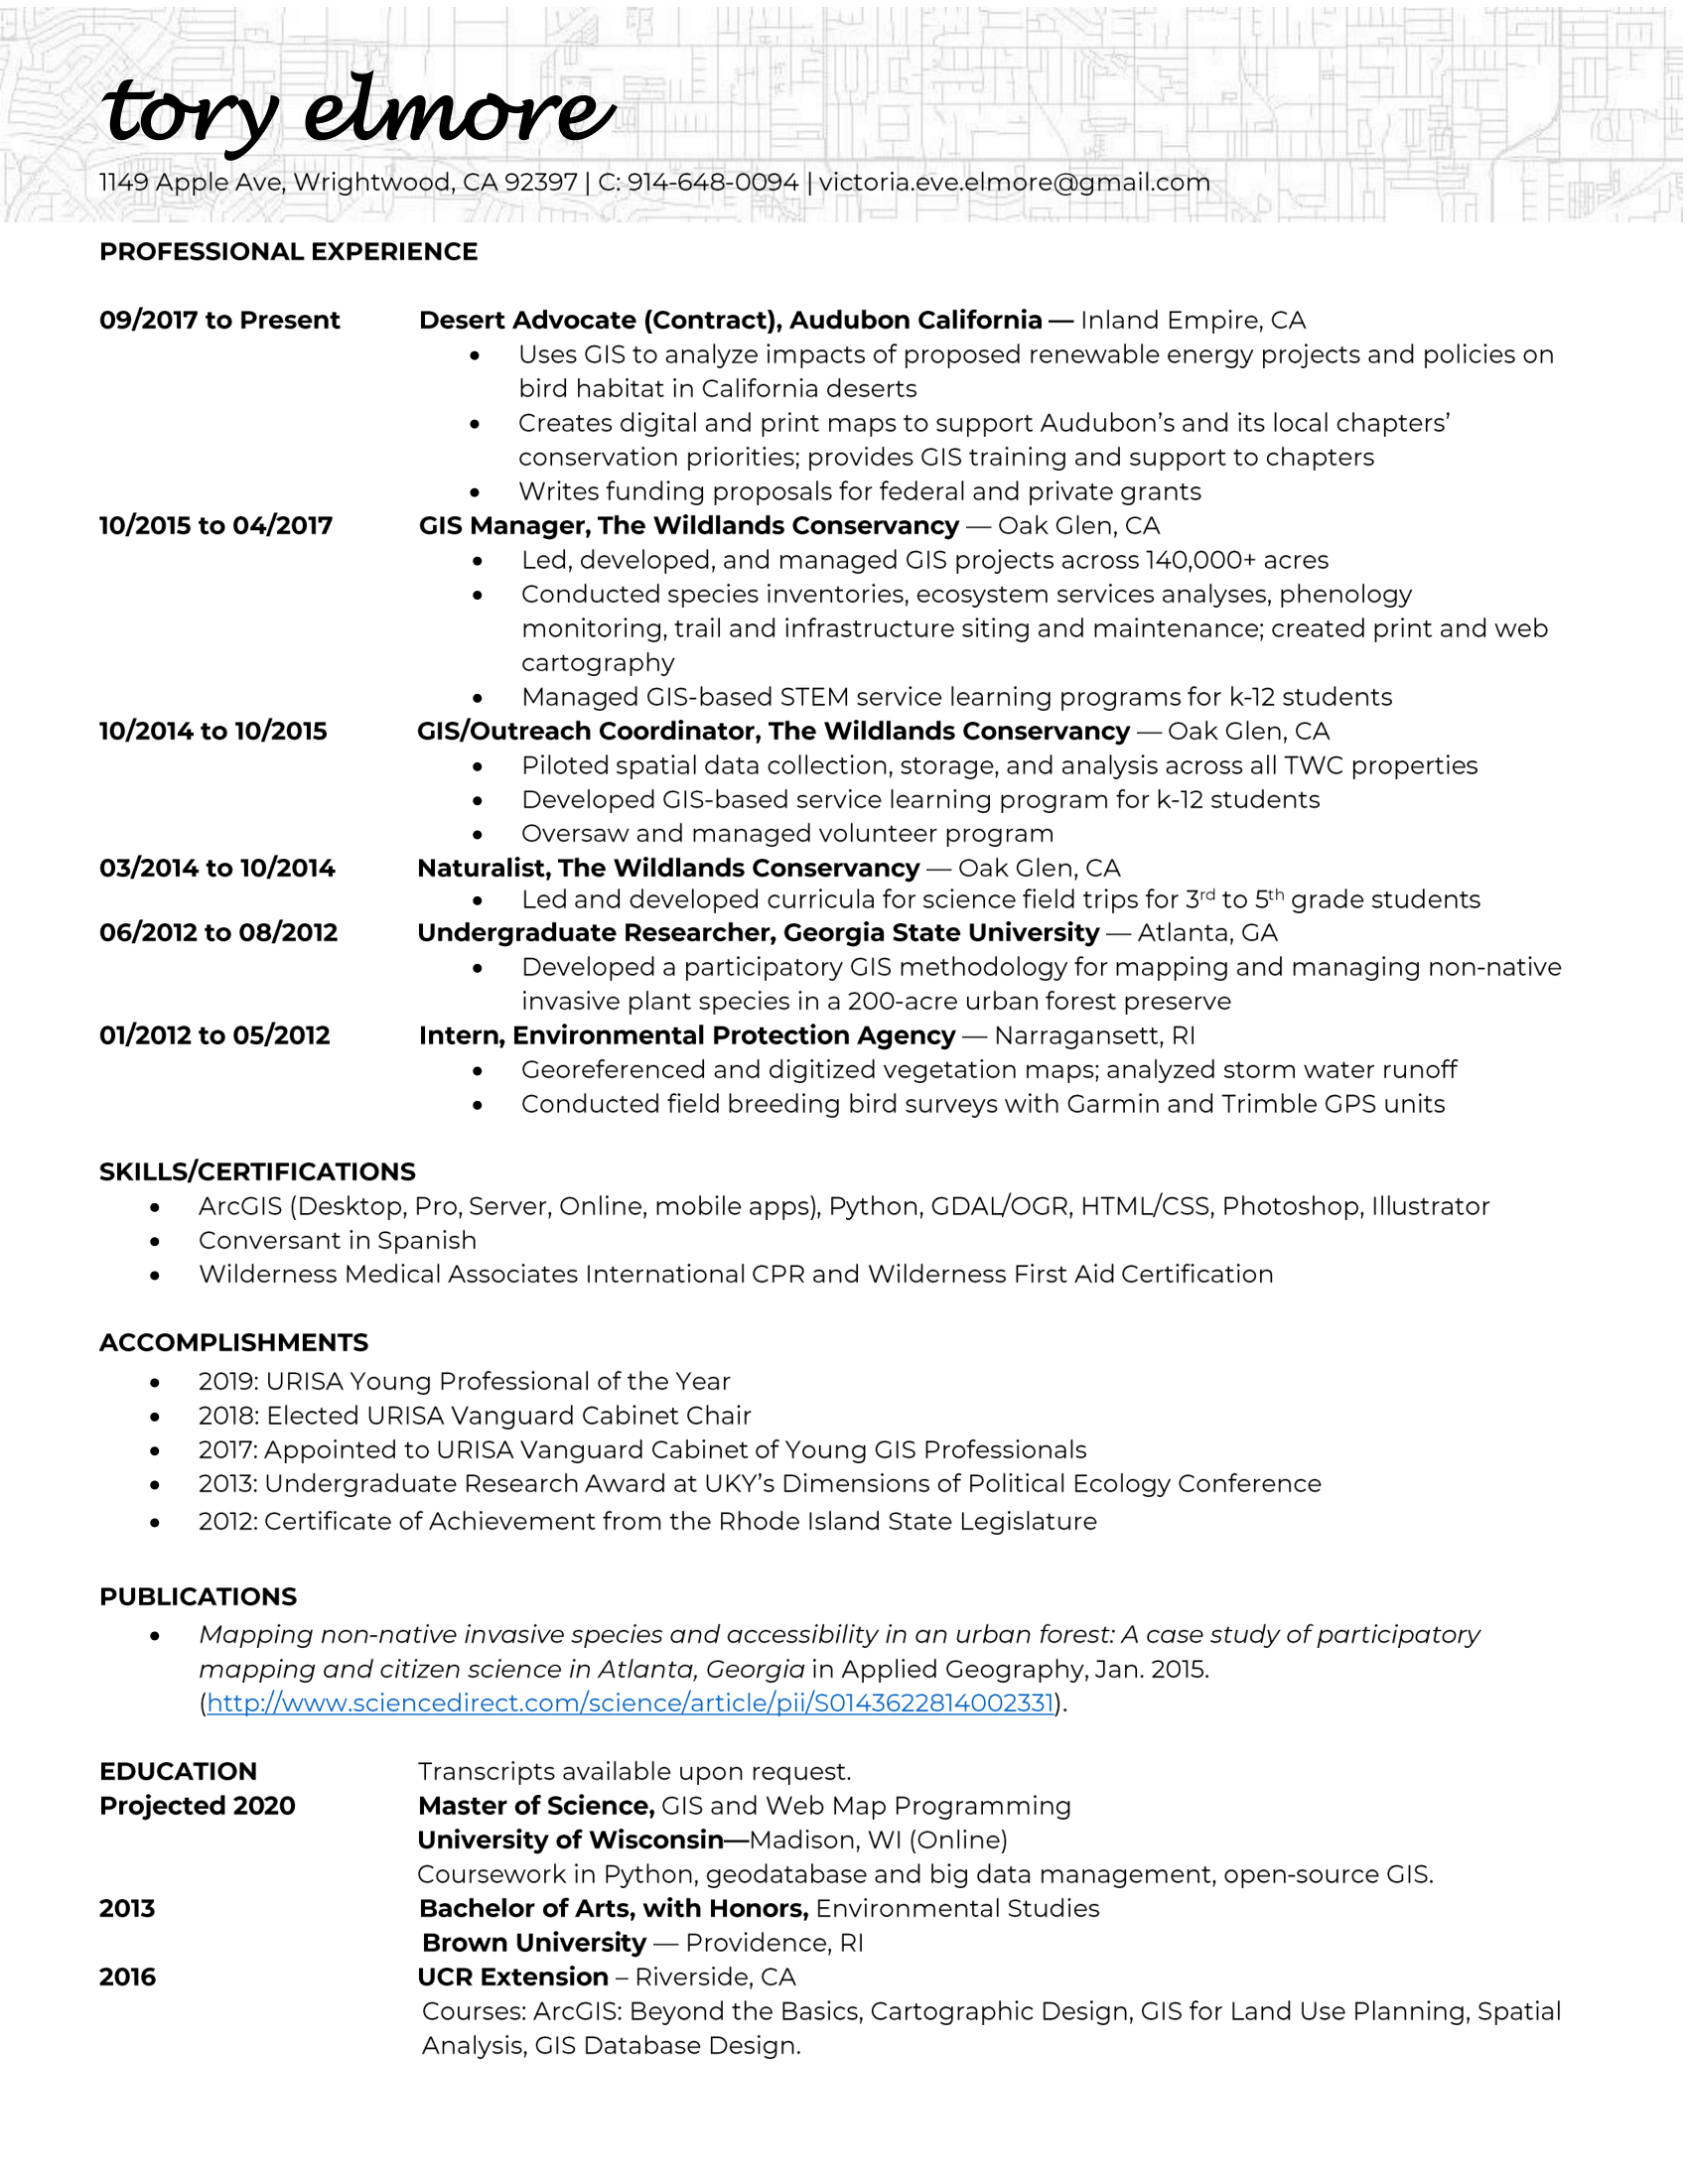 tory elmore
1149 Apple Ave, Wrightwood, CA 92397 | C: 914-648-0094 | victoria.eve.elmore@gmail.com
PROFESSIONAL EXPERIENCE
09/2017 to Present Desert Advocate (Contract), Audubon California — Inland Empire, CA
• Uses GIS to analyze impacts of proposed renewable energy projects and policies on
bird habitat in California deserts
• Creates digital and print maps to support Audubon’s and its local chapters’
conservation priorities; provides GIS training and support to chapters
• Writes funding proposals for federal and private grants
10/2015 to 04/2017 GIS Manager, The Wildlands Conservancy — Oak Glen, CA
• Led, developed, and managed GIS projects across 140,000+ acres
• Conducted species inventories, ecosystem services analyses, phenology
monitoring, trail and infrastructure siting and maintenance; created print and web
cartography
• Managed GIS-based STEM service learning programs for k-12 students
10/2014 to 10/2015 GIS/Outreach Coordinator, The Wildlands Conservancy — Oak Glen, CA
• Piloted spatial data collection, storage, and analysis across all TWC properties
• Developed GIS-based service learning program for k-12 students
• Oversaw and managed volunteer program
03/2014 to 10/2014 Naturalist, The Wildlands Conservancy — Oak Glen, CA
• Led and developed curricula for science field trips for 3rd to 5th grade students
06/2012 to 08/2012 Undergraduate Researcher, Georgia State University — Atlanta, GA
• Developed a participatory GIS methodology for mapping and managing non-native
invasive plant species in a 200-acre urban forest preserve
01/2012 to 05/2012 Intern, Environmental Protection Agency — Narragansett, RI
• Georeferenced and digitized vegetation maps; analyzed storm water runoff
• Conducted field breeding bird surveys with Garmin and Trimble GPS units
SKILLS/CERTIFICATIONS
• ArcGIS (Desktop, Pro, Server, Online, mobile apps), Python, GDAL/OGR, HTML/CSS, Photoshop, Illustrator
• Conversant in Spanish
• Wilderness Medical Associates International CPR and Wilderness First Aid Certification
ACCOMPLISHMENTS
• 2019: URISA Young Professional of the Year
• 2018: Elected URISA Vanguard Cabinet Chair
• 2017: Appointed to URISA Vanguard Cabinet of Young GIS Professionals
• 2013: Undergraduate Research Award at UKY’s Dimensions of Political Ecology Conference
• 2012: Certificate of Achievement from the Rhode Island State Legislature
PUBLICATIONS
• Mapping non-native invasive species and accessibility in an urban forest: A case study of participatory
mapping and citizen science in Atlanta, Georgia in Applied Geography, Jan. 2015.
(http://www.sciencedirect.com/science/article/pii/S0143622814002331).
EDUCATION Transcripts available upon request.
Projected 2020 Master of Science, GIS and Web Map Programming
University of Wisconsin—Madison, WI (Online)
Coursework in Python, geodatabase and big data management, open-source GIS.
2013 Bachelor of Arts, with Honors, Environmental Studies
Brown University — Providence, RI
2016 UCR Extension – Riverside, CA
Courses: ArcGIS: Beyond the Basics, Cartographic Design, GIS for Land Use Planning, Spatial
Analysis, GIS Database Design.